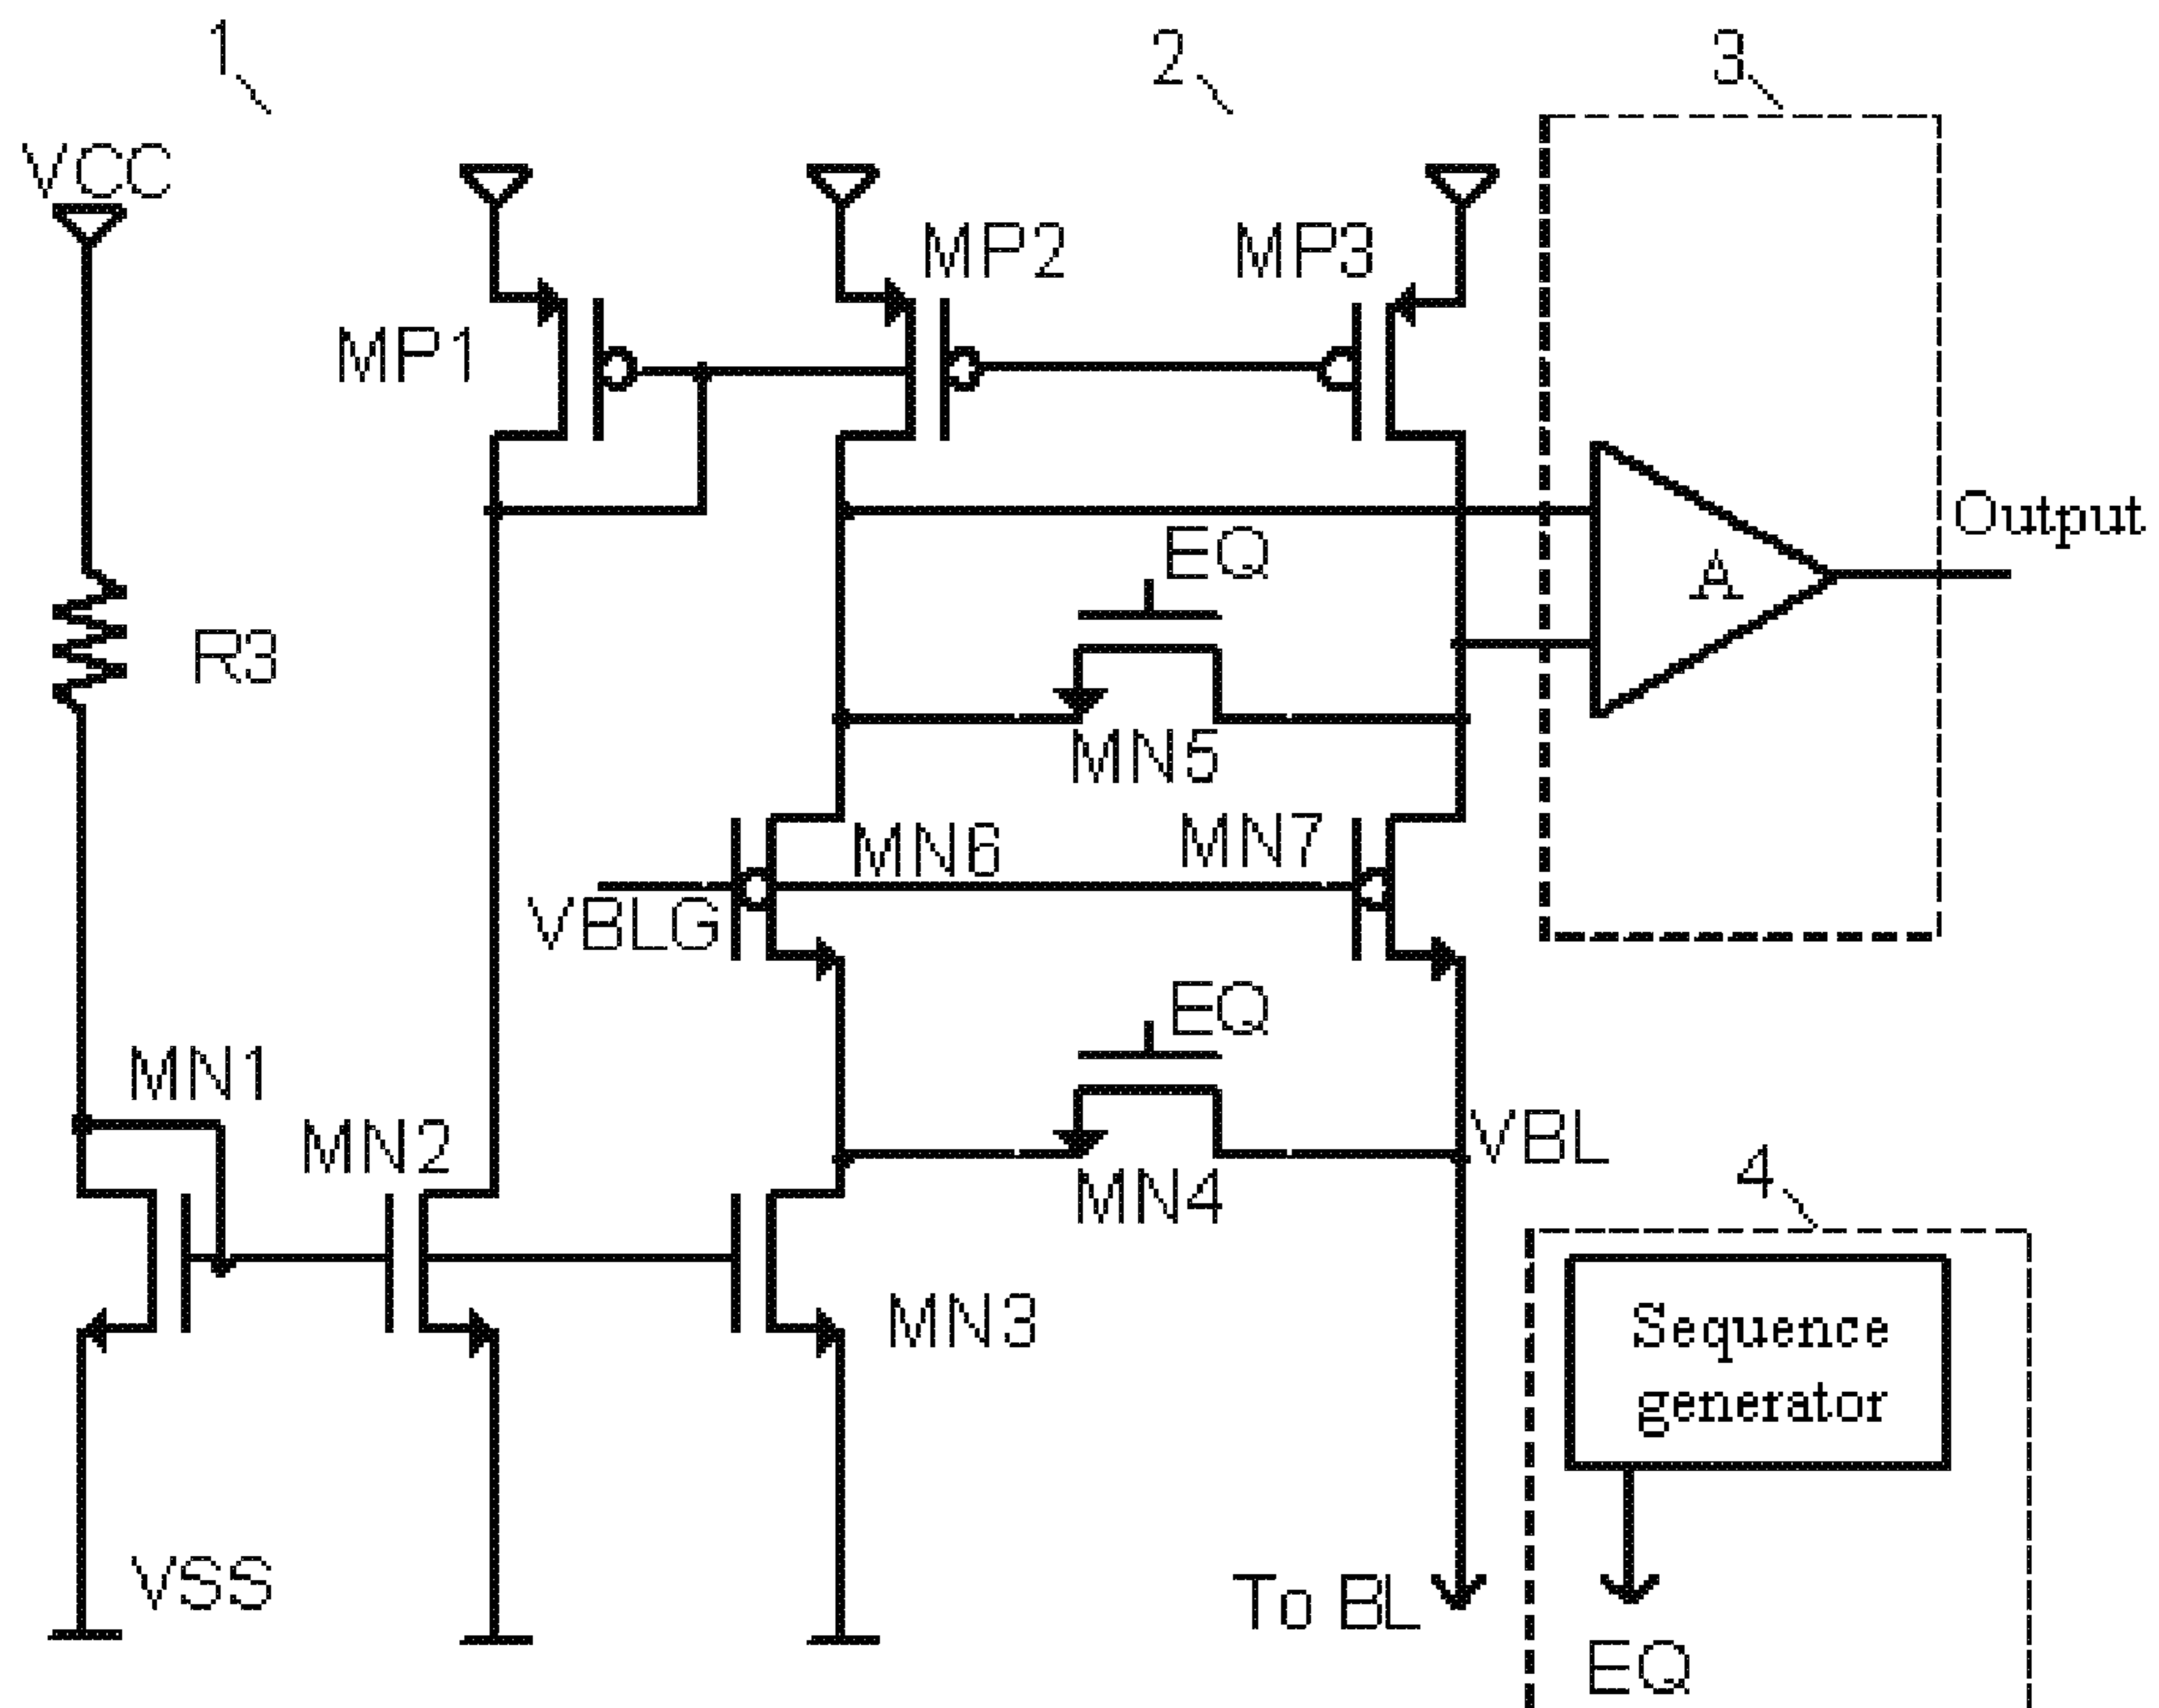 1
2
3
VCC
MP2
MP3
MP1
Output
EQ
A
R3
MN5
MN6
MN7
VBLG
EQ
MN1
MN2
VBL
MN4
4
MN3
Sequence
generator
VSS
To BL
EQ